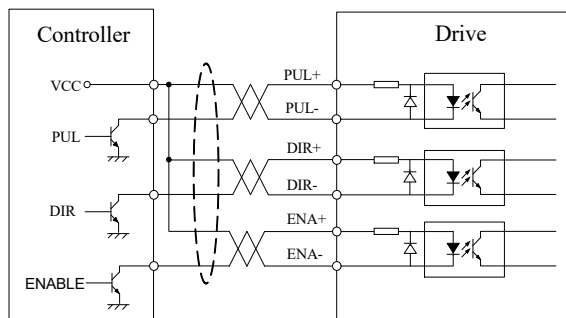 Controller
Drive
VCC
PUL+
PUL-
PUL
DIR+
DIR-
DIR
ENA+
ENA-
ENABLE